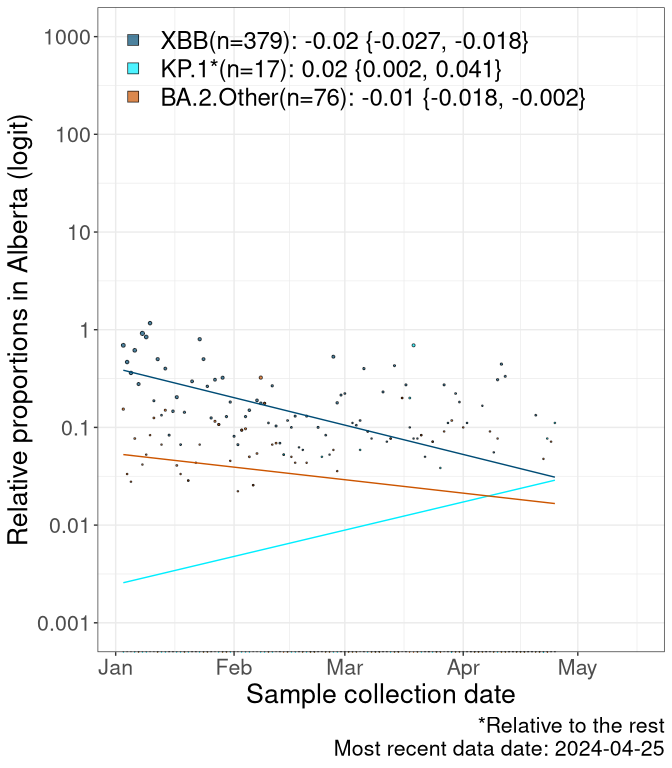 XBB(n=379): -0.02 {-0.027, -0.018}
KP.1*(n=17): 0.02 {0.002, 0.041}
BA.2.Other(n=76): -0.01 {-0.018, -0.002}
Relative proportions in Alberta (logit)
1000
100
10
1
0.1
0.01
0.001
Jan Feb Mar Apr May
Sample collection date
*Relative to the rest
Most recent data date: 2024-04-25